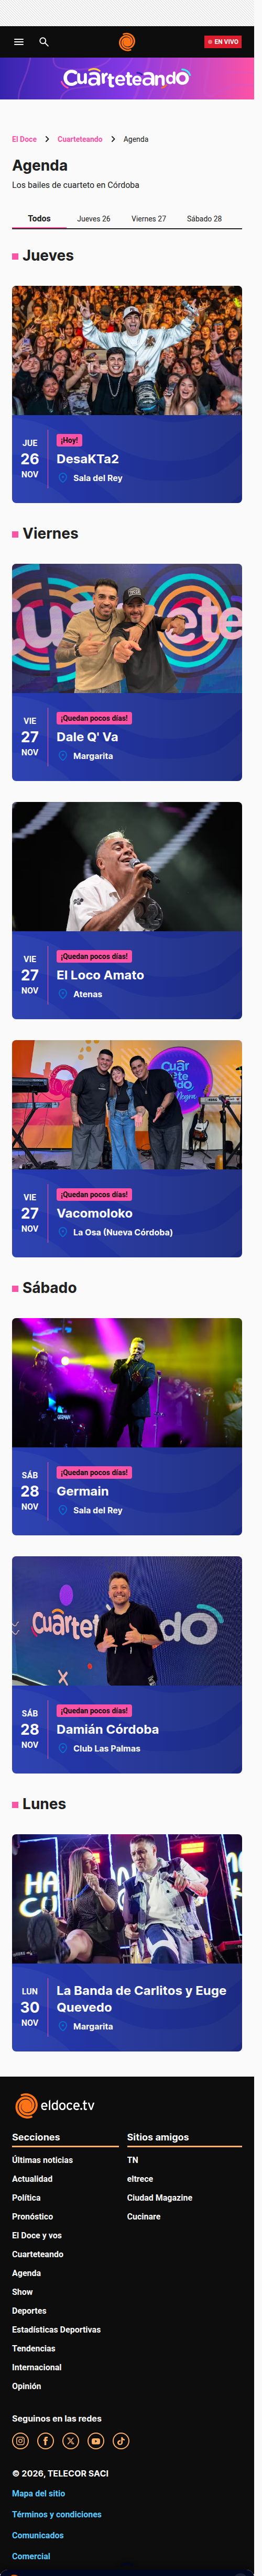 EN VIVO
Cuarteteando
El Doce > Cuarteteando > Agenda
Agenda
Los bailes de cuarteto en Córdoba
Todos
Jueves 26
Viernes 27
Sábado 28
Jueves
JUE
26
NOV
¡Hoy!
DesaKTa2
Sala del Rey
Viernes
VIE
27
NOV
¡Quedan pocos días!
Dale Q' Va
Margarita
VIE
27
NOV
¡Quedan pocos días!
El Loco Amato
Atenas
VIE
27
NOV
¡Quedan pocos días!
Vacomoloko
La Osa (Nueva Córdoba)
Sábado
SÁB
28
NOV
¡Quedan pocos días!
Germain
Sala del Rey
SÁB
28
NOV
¡Quedan pocos días!
Damián Córdoba
Club Las Palmas
Lunes
LUN
30
NOV
La Banda de Carlitos y Euge
Quevedo
Margarita
eldoce.tv
Secciones
Últimas noticias
Actualidad
Política
Pronóstico
El Doce y vos
Cuarteteando
Agenda
Show
Deportes
Estadísticas Deportivas
Tendencias
Internacional
Opinión
Sitios amigos
TN
eltrece
Ciudad Magazine
Cucinare
Seguinos en las redes
© 2026, TELECOR SACI
Mapa del sitio
Términos y condiciones
Comunicados
Comercial